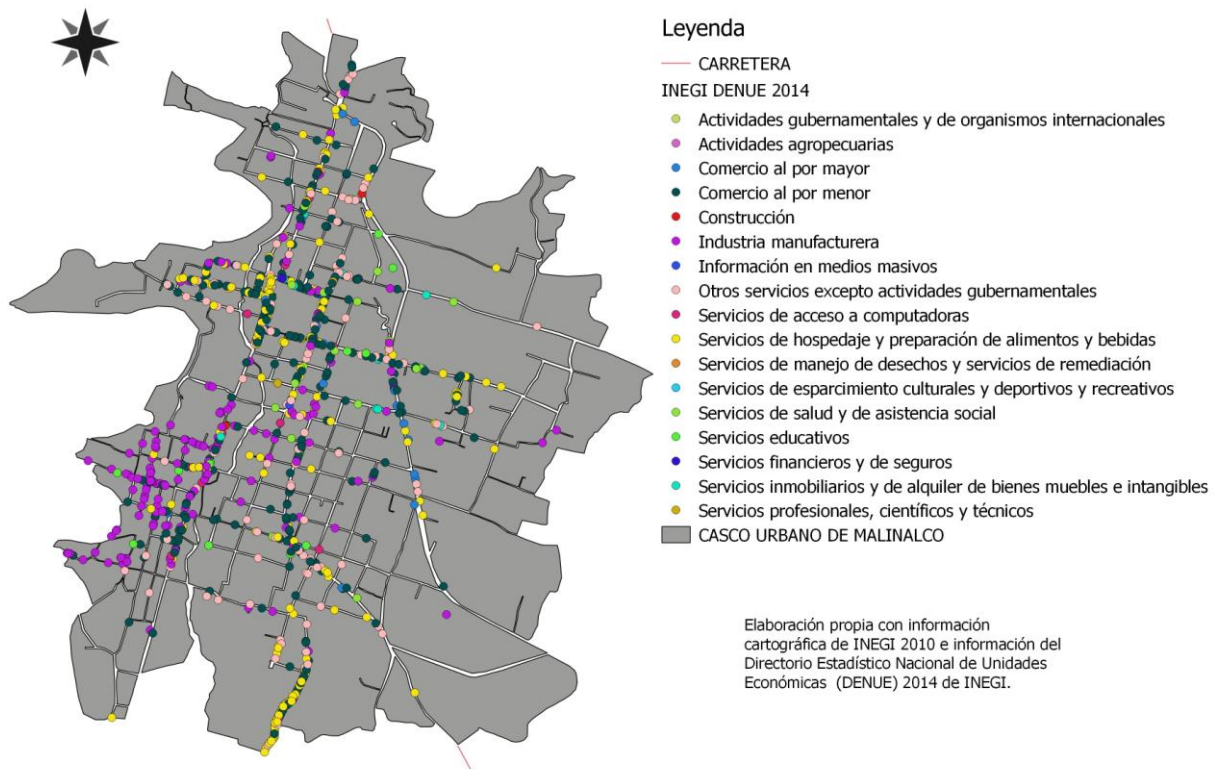 Leyenda
CARRETERA
INEGI DENUE 2014
Actividades gubernamentales y de organismos internacionales
Actividades agropecuarias
Comercio al por mayor
Comercio al por menor
Construcción
Industria manufacturera
Información en medios masivos
Otros servicios excepto actividades gubernamentales
Servicios de acceso a computadoras
Servicios de hospedaje y preparación de alimentos y bebidas
Servicios de manejo de desechos y servicios de remediación
Servicios de esparcimiento culturales y deportivos y recreativos
Servicios de salud y de asistencia social
Servicios educativos
Servicios financieros y de seguros
Servicios inmobiliarios y de alquiler de bienes muebles e intangibles
Servicios profesionales, científicos y técnicos
CASCO URBANO DE MALINALCO
Elaboración propia con información
cartográfica de INEGI 2010 e información del
Directorio Estadístico Nacional de Unidades
Económicas (DENUE) 2014 de INEGI.